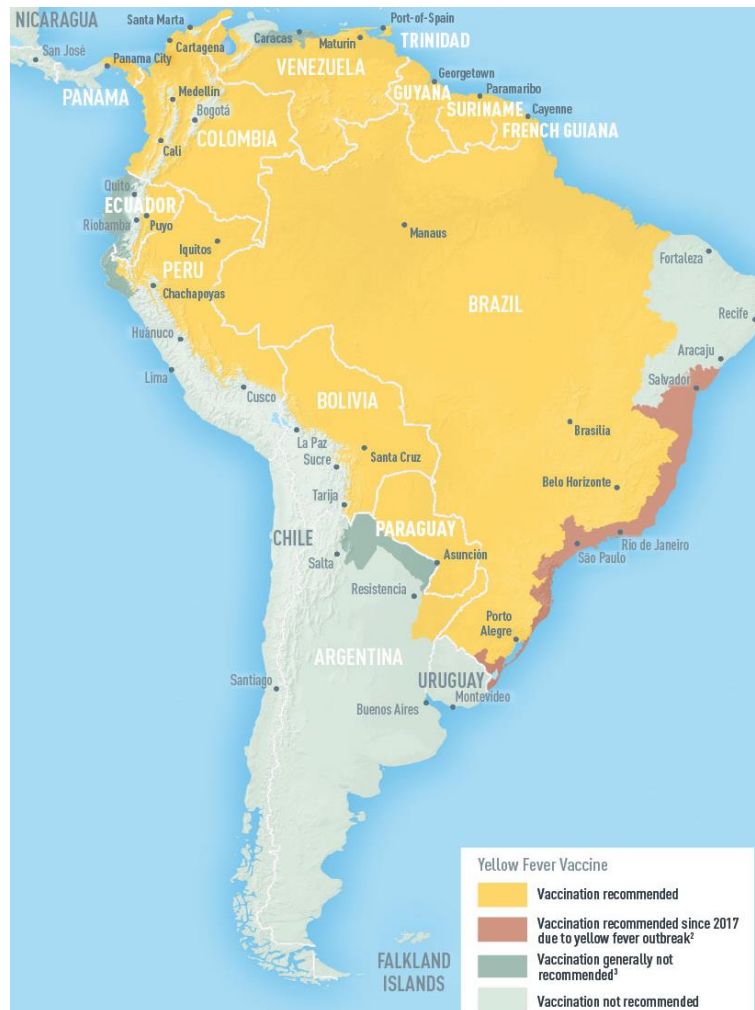 NICARAGUA
San José
Santa Marta
Cartagena
Panama City
PANAMA
Caracas
Maturin
Port-of-Spain
TRINIDAD
VENEZUELA
Georgetown
GUYANA
Paramaribo
SURINAME
Cayenne
FRENCH GUIANA
Medellín
Bogotá
COLOMBIA
Cali
Quito
ECUADOR
Riobamba
Puyo
Iquitos
Manaus
PERU
Chachapoyas
Fortaleza
BRAZIL
Recife
Huánuco
Aracaju
Lima
Salvador
Cusco
BOLIVIA
La Paz
Brasilia
Santa Cruz
Sucre
Belo Horizonte
Tarija
PARAGUAY
CHILE
Rio de Janeiro
São Paulo
Salta
Asunción
Resistencia
Porto
Alegre
ARGENTINA
Santiago
URUGUAY
Montevideo
Buenos Aires
FALKLAND
ISLANDS
Yellow Fever Vaccine
Vaccination recommended
Vaccination recommended since 2017
due to yellow fever outbreak²
Vaccination generally not
recommended³
Vaccination not recommended